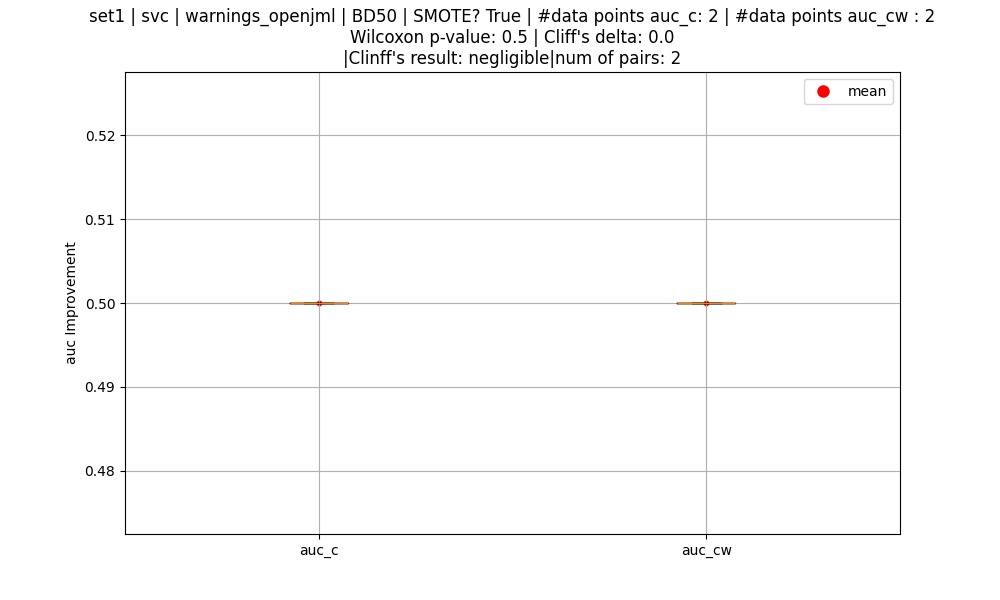 set1 | svc | warnings_openjml | BD50 | SMOTE? True | #data points auc_c: 2 | #data points auc_cw : 2
Wilcoxon p-value: 0.5 | Cliff's delta: 0.0
|Clinff's result: negligible|num of pairs: 2
mean
0.52
0.51
0.50
0.49
0.48
auc Improvement
auc_c
auc_cw